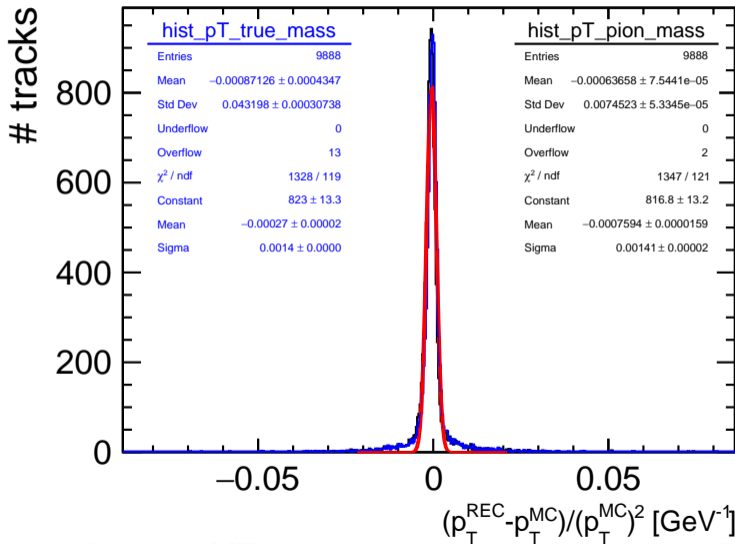 hist_pT_true_mass
Entries 9888
Mean −0.00087126 ± 0.0004347
Std Dev 0.043198 ± 0.00030738
Underflow 0
Overflow 13
χ² / ndf 1328 / 119
Constant 823 ± 13.3
Mean −0.00027 ± 0.00002
Sigma 0.0014 ± 0.0000
hist_pT_pion_mass
Entries 9888
Mean −0.00063658 ± 7.5441e−05
Std Dev 0.0074523 ± 5.3345e−05
Underflow 0
Overflow 2
χ² / ndf 1347 / 121
Constant 816.8 ± 13.2
Mean −0.0007594 ± 0.0000159
Sigma 0.00141 ± 0.00002
# tracks
800
600
400
200
0
−0.05 0 0.05
(p_T^REC-p_T^MC)/(p_T^MC)² [GeV⁻¹]